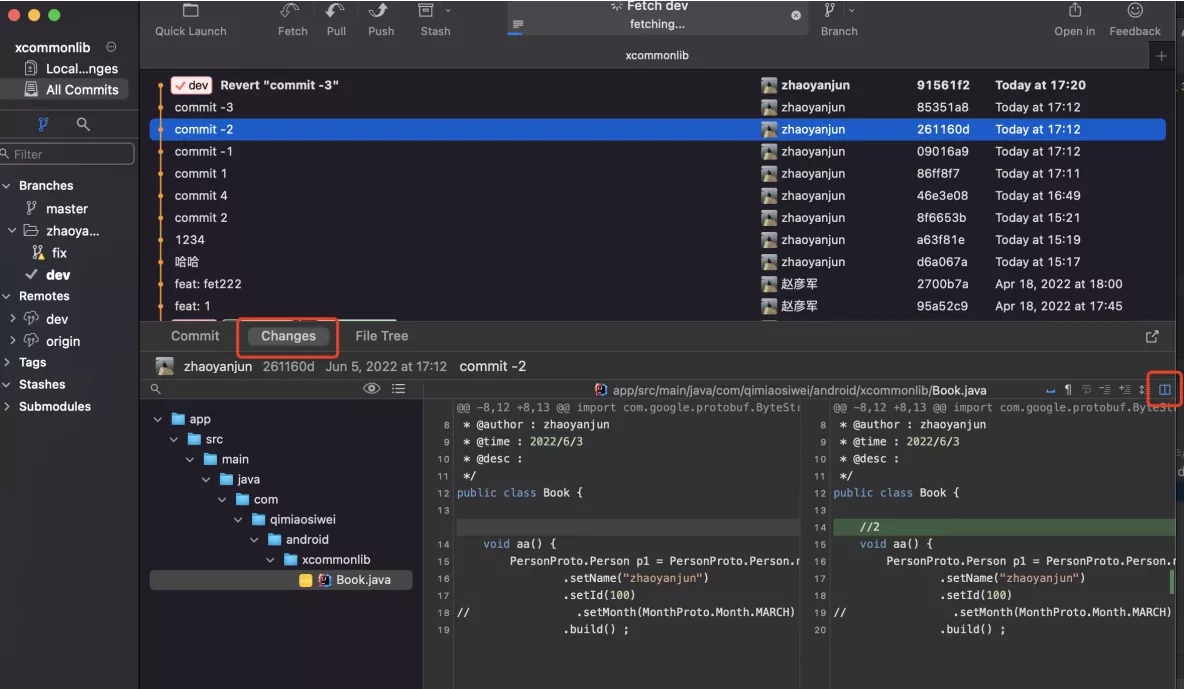 Fetch dev
fetching...
Quick Launch
Fetch
Pull
Push
Stash
Branch
Open in
Feedback
xcommonlib
Local...nges
All Commits
Filter
Branches
master
zhaoya...
fix
dev
Remotes
dev
origin
Tags
Stashes
Submodules
xcommonlib
dev Revert "commit -3" zhaoyanjun 91561f2 Today at 17:20
commit -3 zhaoyanjun 85351a8 Today at 17:12
commit -2 zhaoyanjun 261160d Today at 17:12
commit -1 zhaoyanjun 09016a9 Today at 17:12
commit 1 zhaoyanjun 86ff8f7 Today at 17:11
commit 4 zhaoyanjun 46e3e08 Today at 16:49
commit 2 zhaoyanjun 8f6653b Today at 15:21
1234 zhaoyanjun a63f81e Today at 15:19
哈哈 zhaoyanjun d6a067a Today at 15:17
feat: fet222 赵彦军 2700b7a Apr 18, 2022 at 18:00
feat: 1 赵彦军 95a52c9 Apr 18, 2022 at 17:45
Commit
Changes
File Tree
zhaoyanjun 261160d Jun 5, 2022 at 17:12 commit -2
app/src/main/java/com/qimiaosiwei/android/xcommonlib/Book.java
app
src
main
java
com
qimiaosiwei
android
xcommonlib
Book.java
@@ -8,12 +8,13 @@ import com.google.protobuf.ByteStr
8 * @author : zhaoyanjun
9 * @time : 2022/6/3
10 * @desc :
11 */
12 public class Book {
13
14 void aa() {
15 PersonProto.Person p1 = PersonProto.Person.n
16 .setName("zhaoyanjun")
17 .setId(100)
18 // .setMonth(MonthProto.Month.MARCH)
19 .build() ;
@@ -8,12 +8,13 @@ import com.google.protobuf.ByteStr
8 * @author : zhaoyanjun
9 * @time : 2022/6/3
10 * @desc :
11 */
12 public class Book {
13
14 //2
15 void aa() {
16 PersonProto.Person p1 = PersonProto.Person.n
17 .setName("zhaoyanjun")
18 .setId(100)
19 // .setMonth(MonthProto.Month.MARCH)
20 .build() ;